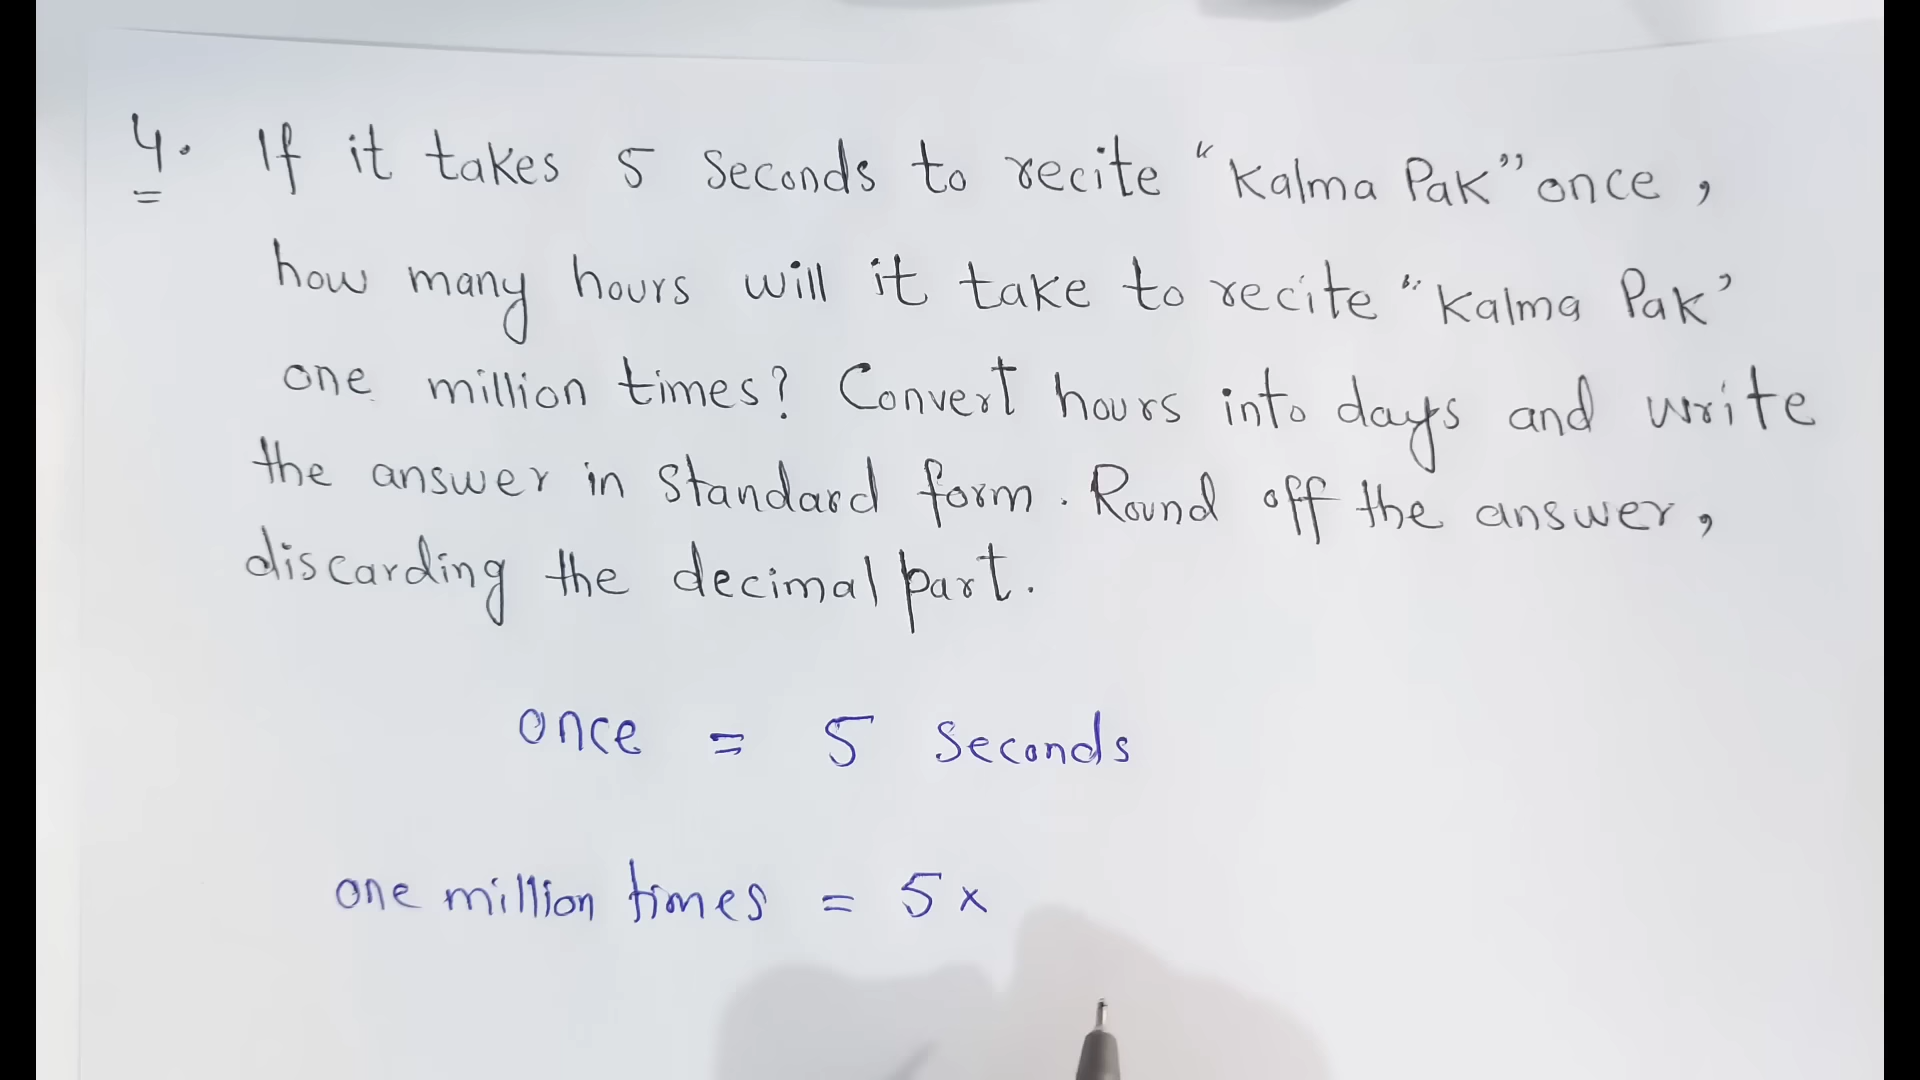 4. If it takes 5 seconds to recite “Kalma Pak” once,
how many hours will it take to recite “Kalma Pak’
one million times? Convert hours into days and write
the answer in standard form. Round off the answer,
discarding the decimal part.
once = 5 seconds
one million times = 5 x